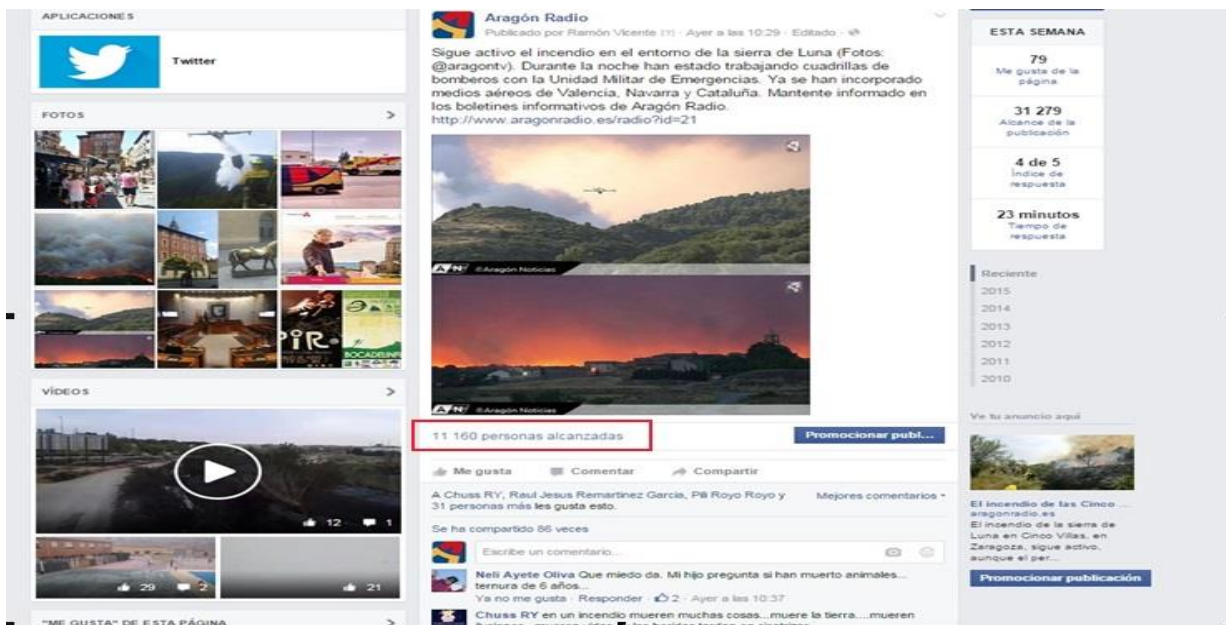 APLICACIONES
Twitter
FOTOS
PIR
BOCADELINF
VÍDEOS
12 1
29 2
21
"ME GUSTA" DE ESTA PÁGINA
Aragón Radio
Publicado por Ramón Vicente [?] · Ayer a las 10:29 · Editado ·
Sigue activo el incendio en el entorno de la sierra de Luna (Fotos:
@aragontv). Durante la noche han estado trabajando cuadrillas de
bomberos con la Unidad Militar de Emergencias. Ya se han incorporado
medios aéreos de Valencia, Navarra y Cataluña. Mantente informado en
los boletines informativos de Aragón Radio.
http://www.aragonradio.es/radio?id=21
©Aragón Noticias
©Aragón Noticias
11 160 personas alcanzadas
Promocionar publ...
Me gusta Comentar Compartir
A Chuss RY, Raul Jesus Remartinez Garcia, Pili Royo Royo y
31 personas más les gusta esto.
Mejores comentarios
Se ha compartido 86 veces
Escribe un comentario...
Neli Ayete Oliva Que miedo da. Mi hijo pregunta si han muerto animales...
ternura de 6 años...
Ya no me gusta · Responder · 2 · Ayer a las 10:37
Chuss RY en un incendio mueren muchas cosas...muere la tierra....mueren
ESTA SEMANA
79
Me gusta de la
página
31 279
Alcance de la
publicación
4 de 5
Índice de
respuesta
23 minutos
Tiempo de
respuesta
Reciente
2015
2014
2013
2012
2011
2010
Ve tu anuncio aquí
El incendio de las Cinco ...
aragonradio.es
El incendio de la sierra de
Luna en Cinco Villas, en
Zaragoza, sigue activo,
aunque el per...
Promocionar publicación